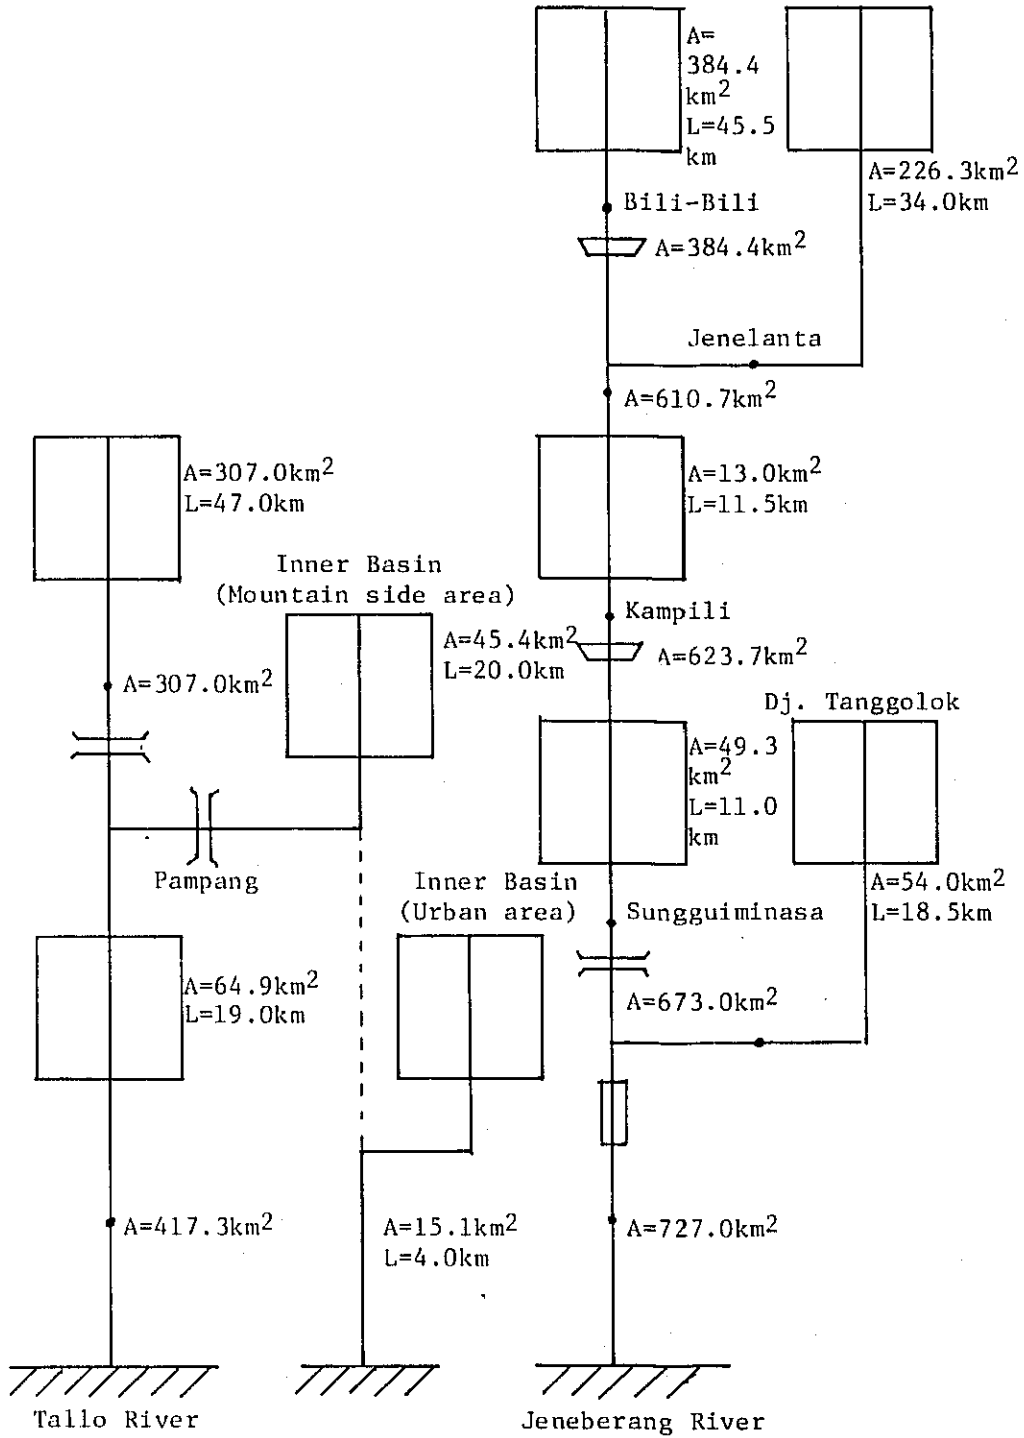 A=
384.4
km2
L=45.5
km
A=226.3km2
L=34.0km
Bili-Bili
A=384.4km2
Jenelanta
A=610.7km2
A=307.0km2
L=47.0km
A=13.0km2
L=11.5km
Inner Basin
(Mountain side area)
Kampili
A=45.4km2
L=20.0km
A=623.7km2
A=307.0km2
Dj. Tanggolok
A=49.3
km2
L=11.0
km
Pampang
Inner Basin
(Urban area)
A=54.0km2
L=18.5km
Sungguiminasa
A=64.9km2
L=19.0km
A=673.0km2
A=417.3km2
A=15.1km2
L=4.0km
A=727.0km2
Tallo River
Jeneberang River